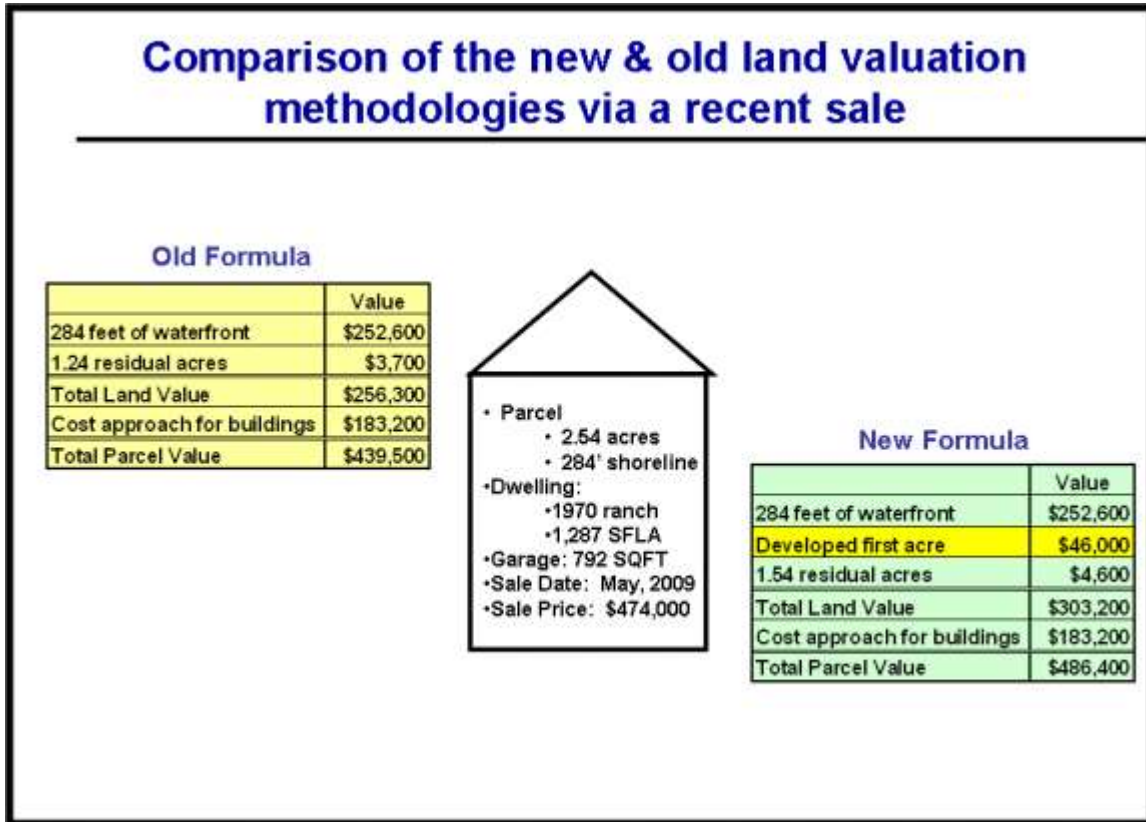 Comparison of the new & old land valuation
methodologies via a recent sale
Old Formula
Value
284 feet of waterfront $252,600
1.24 residual acres $3,700
Total Land Value $256,300
Cost approach for buildings $183,200
Total Parcel Value $439,500
• Parcel
• 2.54 acres
• 284' shoreline
•Dwelling:
•1970 ranch
•1,287 SFLA
•Garage: 792 SQFT
•Sale Date: May, 2009
•Sale Price: $474,000
New Formula
Value
284 feet of waterfront $252,600
Developed first acre $46,000
1.54 residual acres $4,600
Total Land Value $303,200
Cost approach for buildings $183,200
Total Parcel Value $486,400